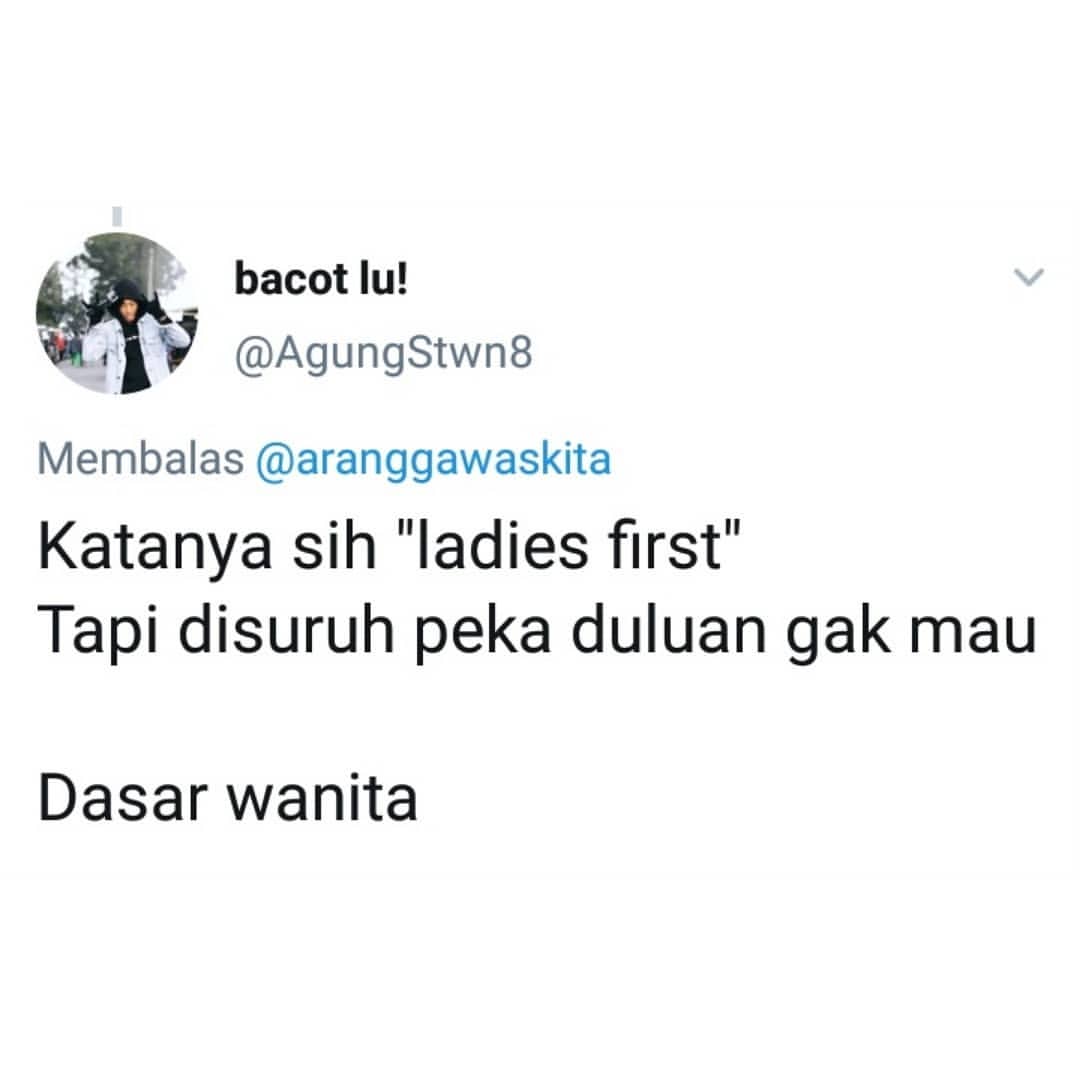 bacot lu!
@AgungStwn8
Membalas @aranggawaskita
Katanya sih "ladies first"
Tapi disuruh peka duluan gak mau
Dasar wanita